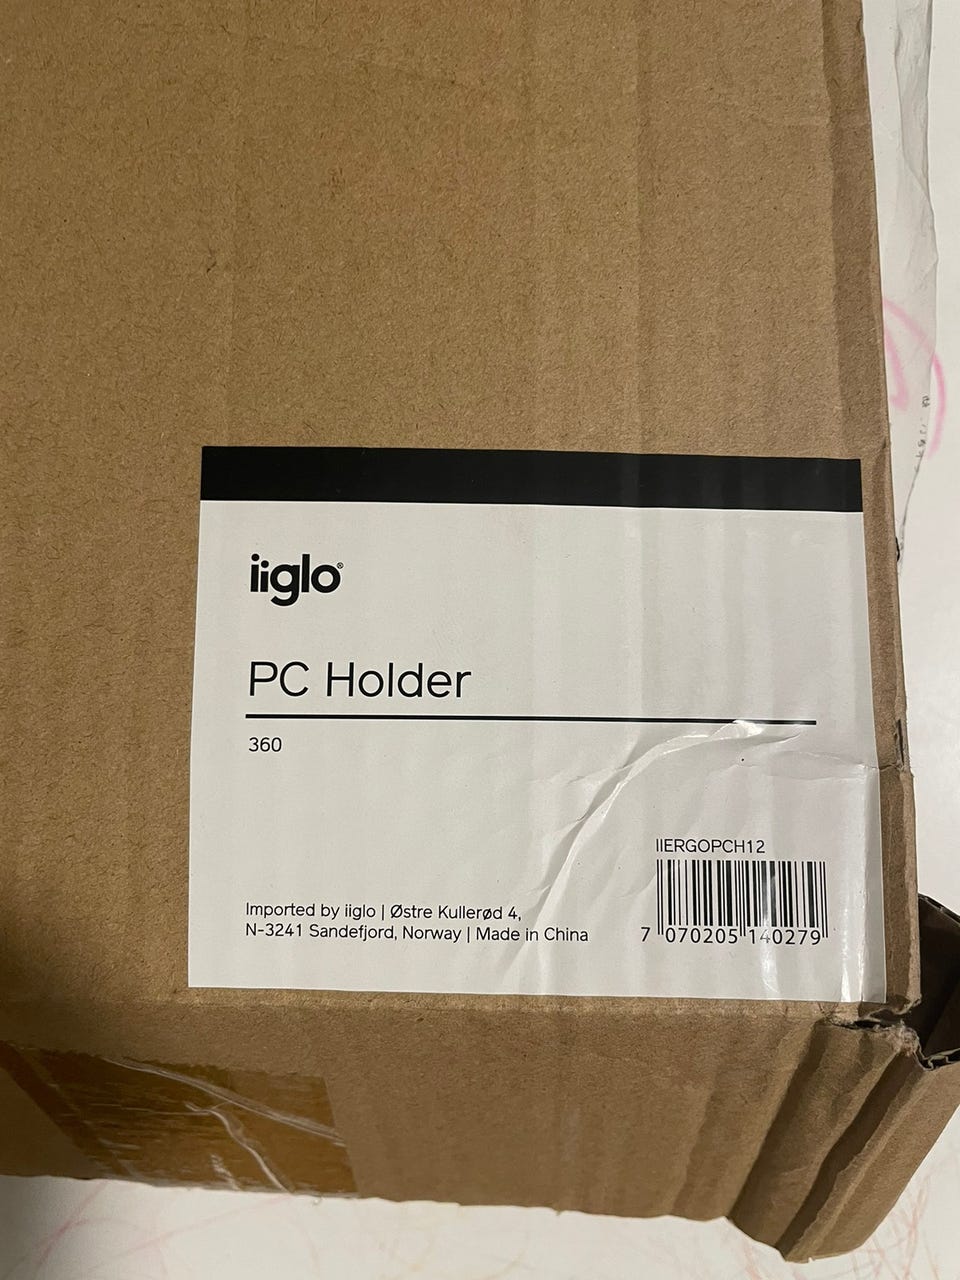 iiglo®
PC Holder
360
IIERGOPCH12
Imported by iiglo | Østre Kullerød 4,
N-3241 Sandefjord, Norway | Made in China
7 070205 140279